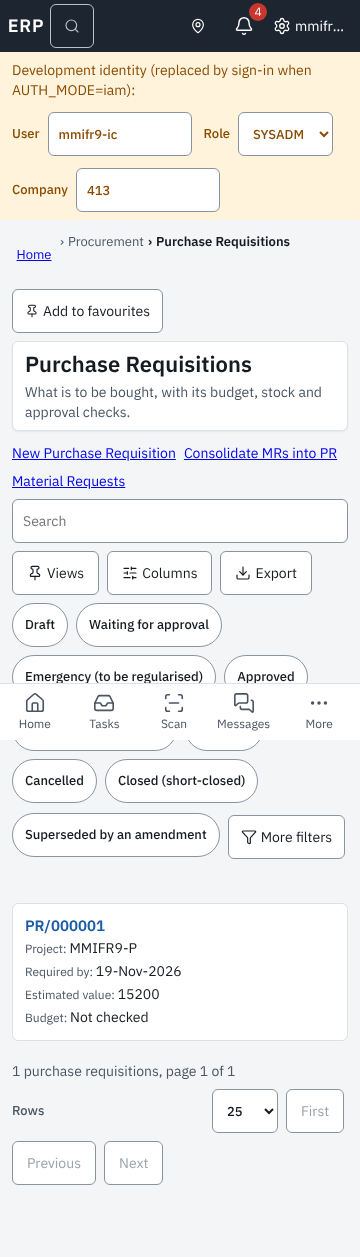 ERP
4
mmifr...
Development identity (replaced by sign-in when
AUTH_MODE=iam):
User mmifr9-ic Role SYSADM
Company 413
Home › Procurement › Purchase Requisitions
Add to favourites
Purchase Requisitions
What is to be bought, with its budget, stock and
approval checks.
New Purchase Requisition Consolidate MRs into PR
Material Requests
Search
Views Columns Export
Draft Waiting for approval
Emergency (to be regularised) Approved
Home Tasks Scan Messages More
Cancelled Closed (short-closed)
Superseded by an amendment More filters
PR/000001
Project: MMIFR9-P
Required by: 19-Nov-2026
Estimated value: 15200
Budget: Not checked
1 purchase requisitions, page 1 of 1
Rows 25 First
Previous Next